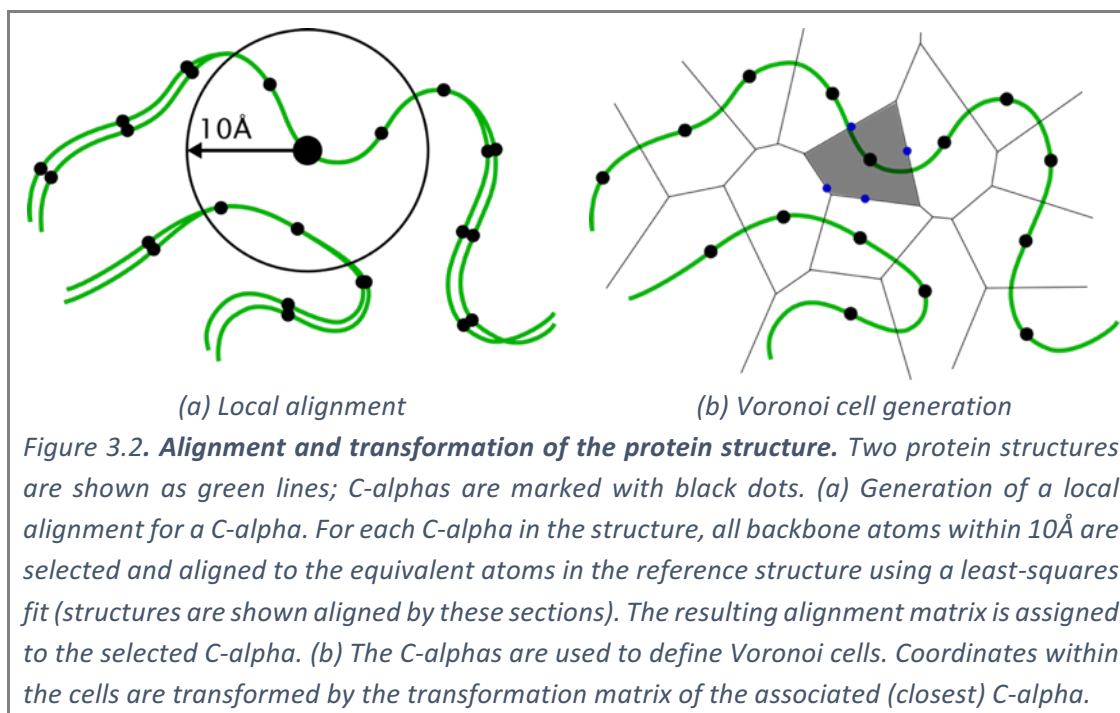 10Å
(a) Local alignment
(b) Voronoi cell generation
Figure 3.2. Alignment and transformation of the protein structure. Two protein structures
are shown as green lines; C-alphas are marked with black dots. (a) Generation of a local
alignment for a C-alpha. For each C-alpha in the structure, all backbone atoms within 10Å are
selected and aligned to the equivalent atoms in the reference structure using a least-squares
fit (structures are shown aligned by these sections). The resulting alignment matrix is assigned
to the selected C-alpha. (b) The C-alphas are used to define Voronoi cells. Coordinates within
the cells are transformed by the transformation matrix of the associated (closest) C-alpha.